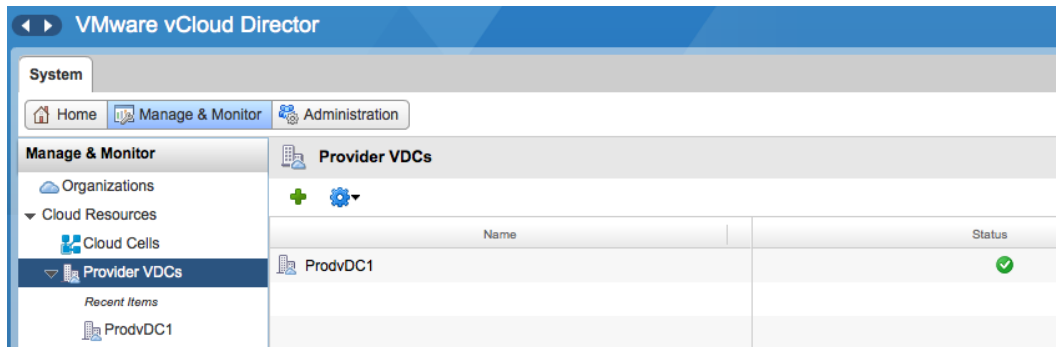 VMware vCloud Director
System
Home Manage & Monitor Administration
Manage & Monitor
Organizations
Cloud Resources
Cloud Cells
Provider VDCs
Recent Items
ProdvDC1
Provider VDCs
Name Status
ProdvDC1